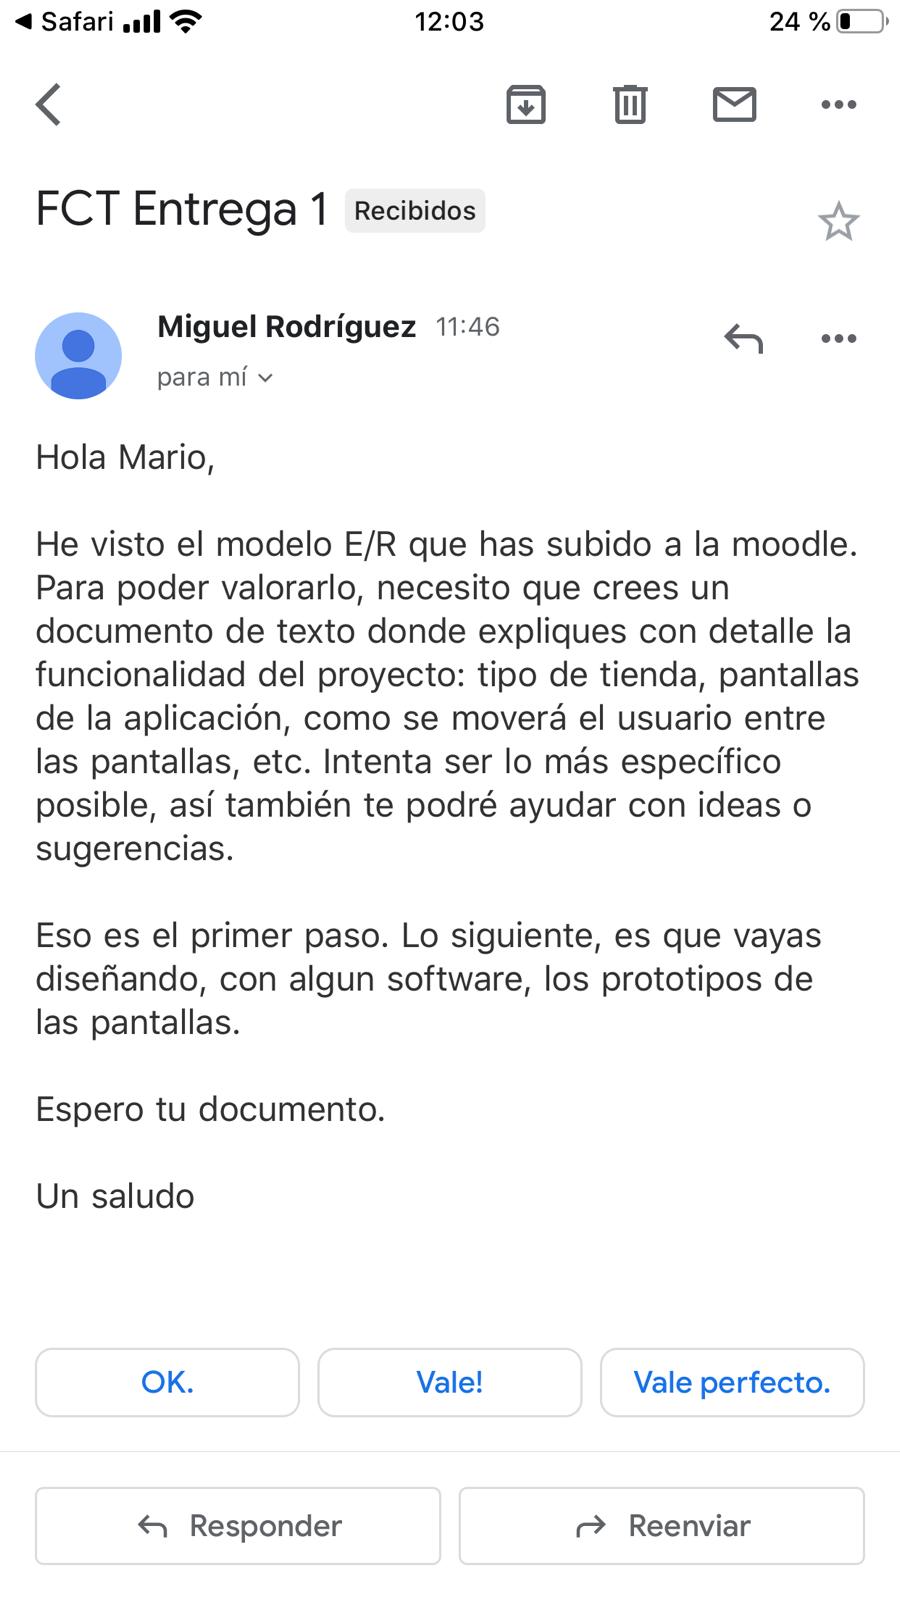 Safari 12:03 24 %
FCT Entrega 1 Recibidos
Miguel Rodríguez 11:46
para mí
Hola Mario,
He visto el modelo E/R que has subido a la moodle.
Para poder valorarlo, necesito que crees un
documento de texto donde expliques con detalle la
funcionalidad del proyecto: tipo de tienda, pantallas
de la aplicación, como se moverá el usuario entre
las pantallas, etc. Intenta ser lo más específico
posible, así también te podré ayudar con ideas o
sugerencias.
Eso es el primer paso. Lo siguiente, es que vayas
diseñando, con algun software, los prototipos de
las pantallas.
Espero tu documento.
Un saludo
OK. Vale! Vale perfecto.
Responder Reenviar